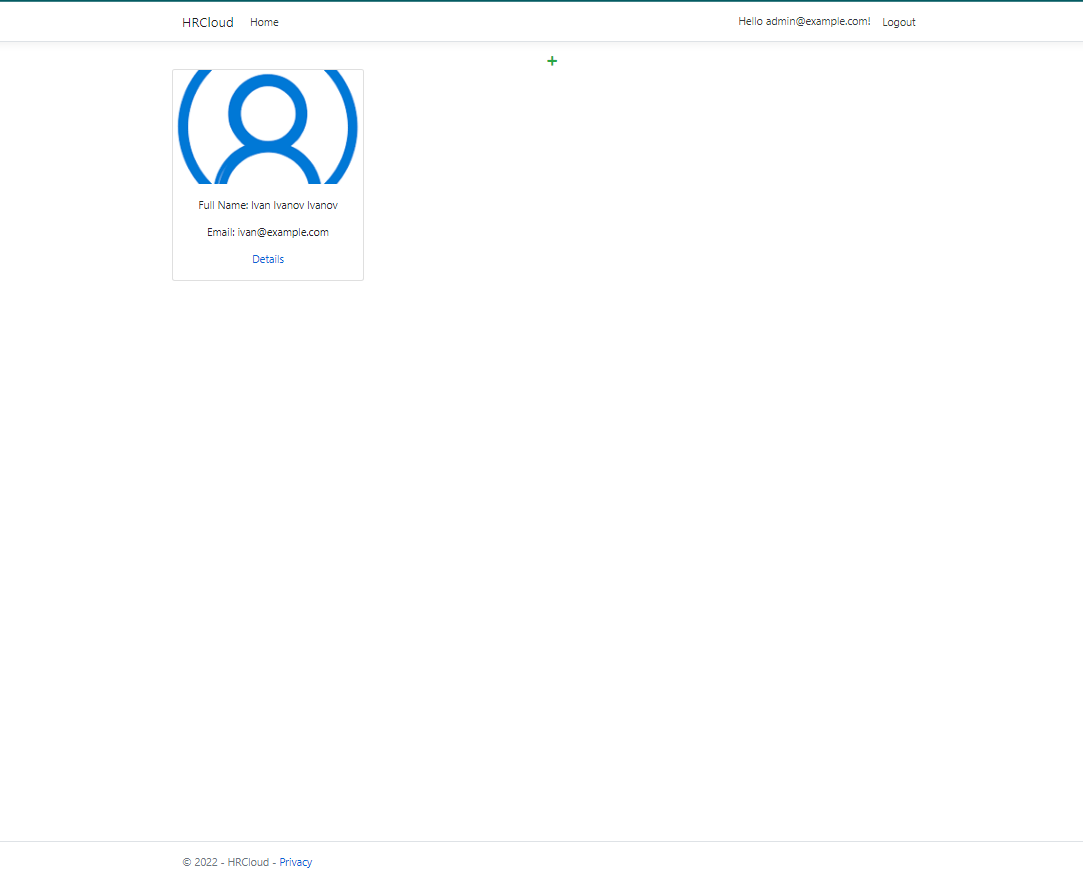 HRCloud Home Hello admin@example.com! Logout
+
Full Name: Ivan Ivanov Ivanov
Email: ivan@example.com
Details
© 2022 - HRCloud - Privacy